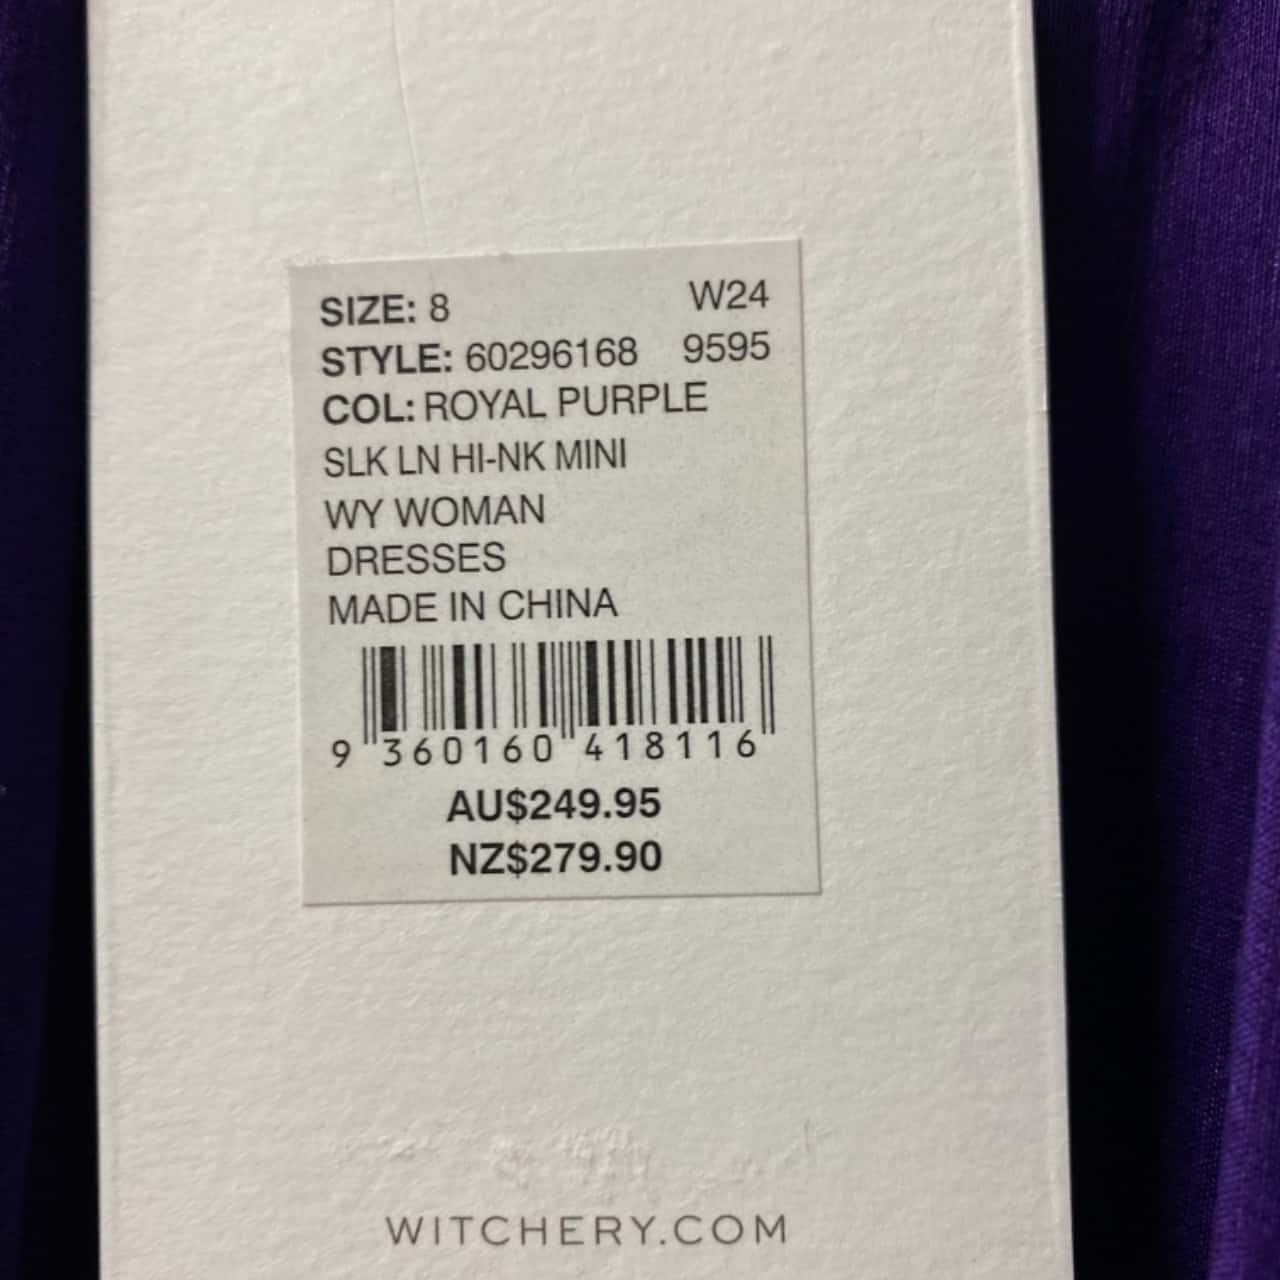 SIZE: 8 W24
STYLE: 60296168 9595
COL: ROYAL PURPLE
SLK LN HI-NK MINI
WY WOMAN
DRESSES
MADE IN CHINA
9 360160 418116
AU$249.95
NZ$279.90
WITCHERY.COM